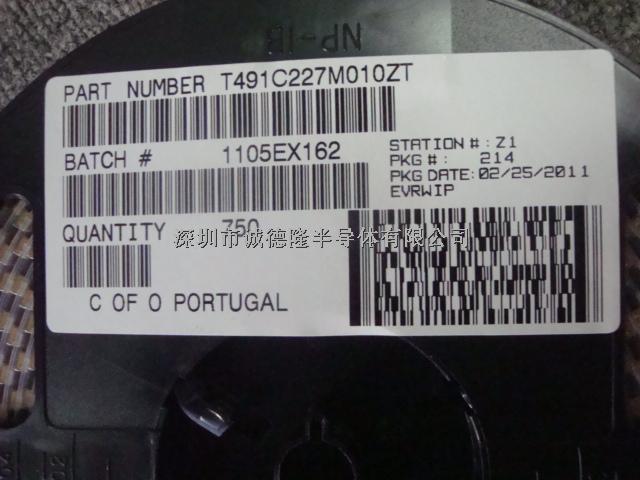 NP-1B
PART NUMBER T491C227M010ZT
BATCH # 1105EX162
STATION #: Z1
PKG #: 214
PKG DATE: 02/25/2011
EVRWIP
QUANTITY 750
深圳市诚德隆半导体有限公司
C OF O PORTUGAL